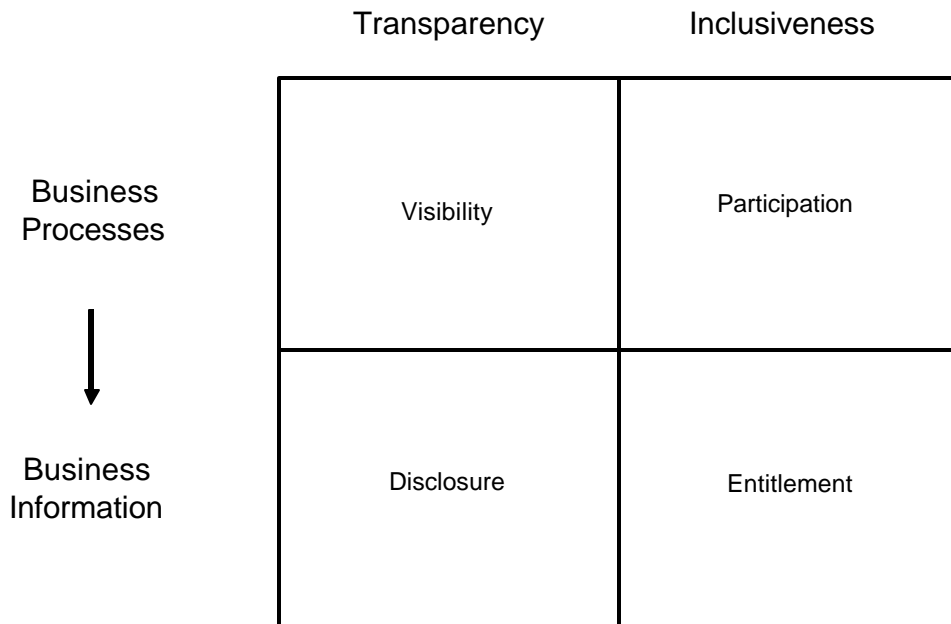 Transparency Inclusiveness
Business
Processes
Visibility
Participation
Business
Information
Disclosure
Entitlement